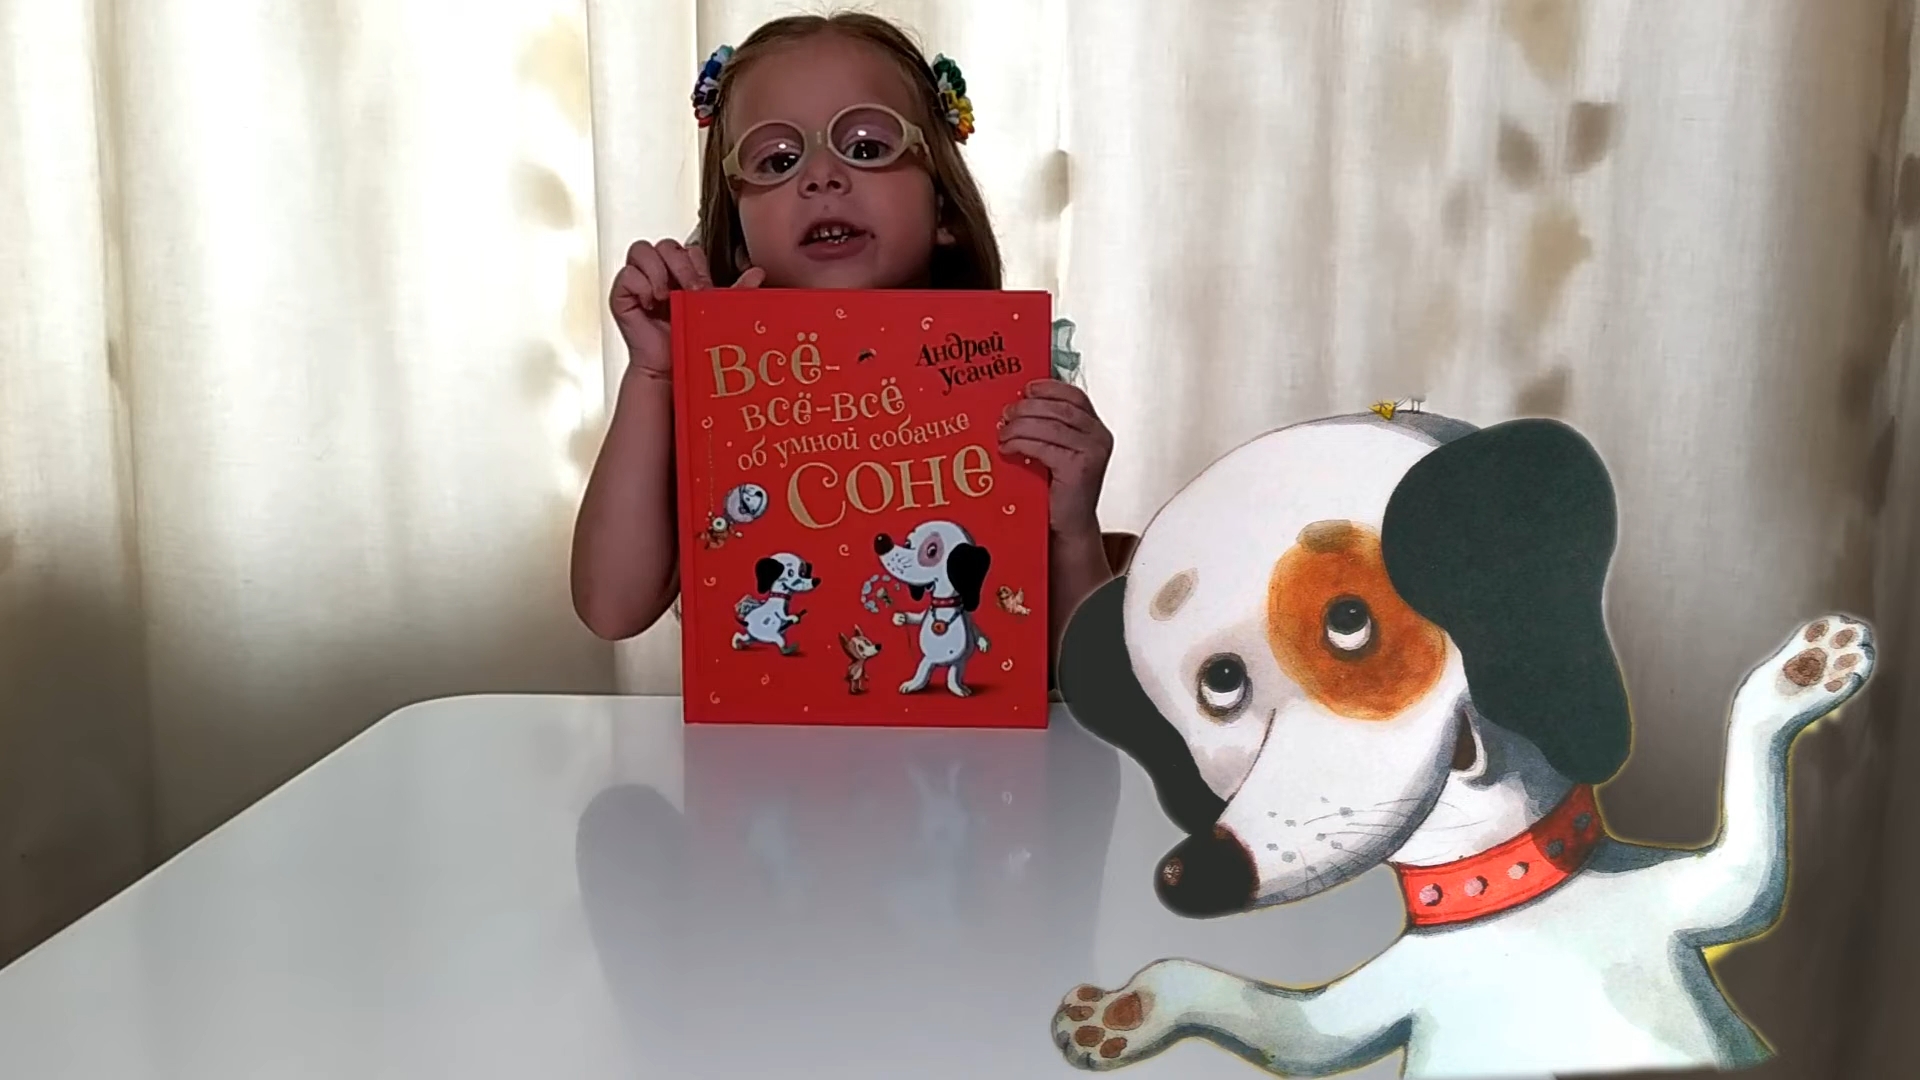 Андрей
Усачёв
Всё-
всё-всё
об умной собачке
Соне